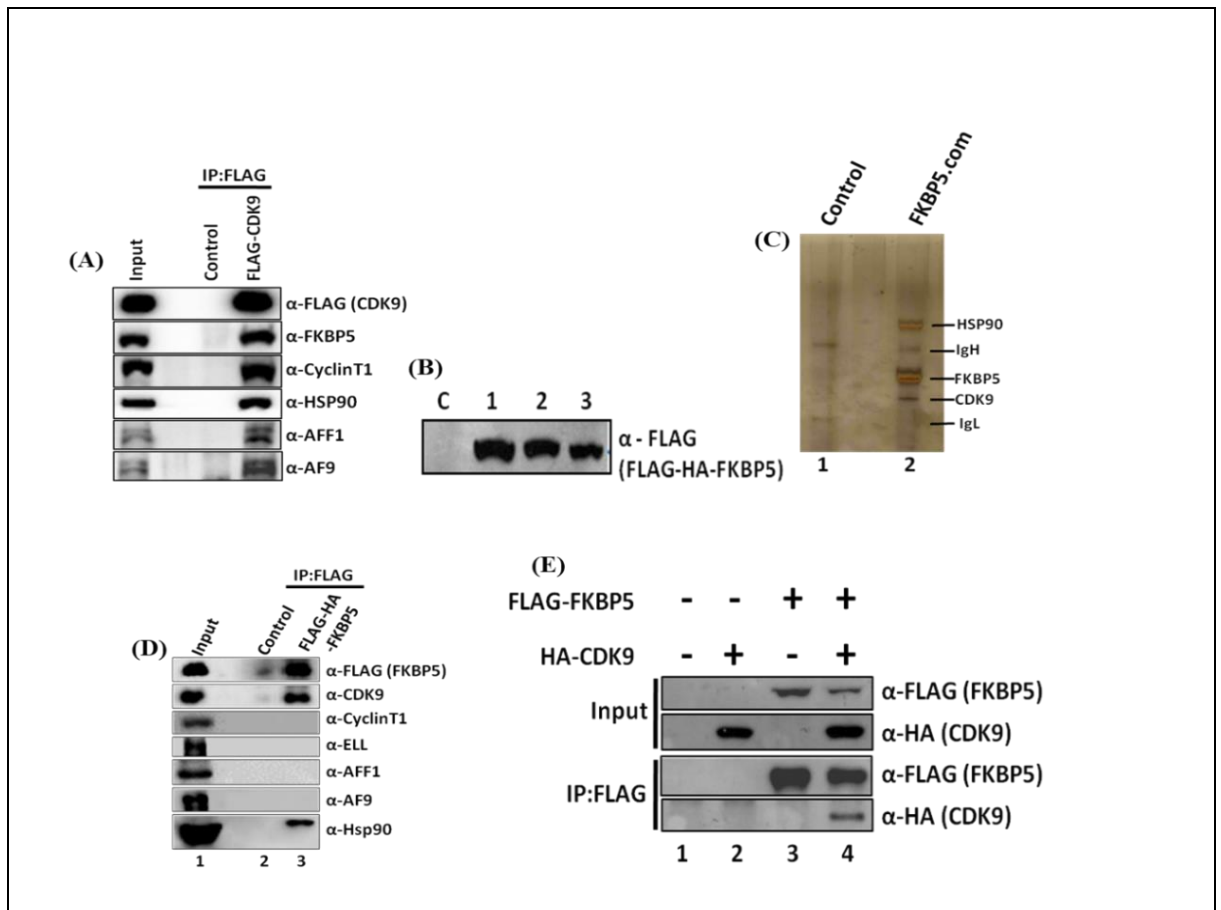 (A)
IP:FLAG
Input
Control
FLAG-CDK9
α-FLAG (CDK9)
α-FKBP5
α-CyclinT1
α-HSP90
α-AFF1
α-AF9
(B)
C 1 2 3
α - FLAG
(FLAG-HA-FKBP5)
(C)
Control
FKBP5.com
HSP90
IgH
FKBP5
CDK9
IgL
1 2
(D)
IP:FLAG
Input
Control
FLAG-HA
-FKBP5
α-FLAG (FKBP5)
α-CDK9
α-CyclinT1
α-ELL
α-AFF1
α-AF9
α-Hsp90
1 2 3
(E)
FLAG-FKBP5 - - + +
HA-CDK9 - + - +
Input
α-FLAG (FKBP5)
α-HA (CDK9)
IP:FLAG
α-FLAG (FKBP5)
α-HA (CDK9)
1 2 3 4